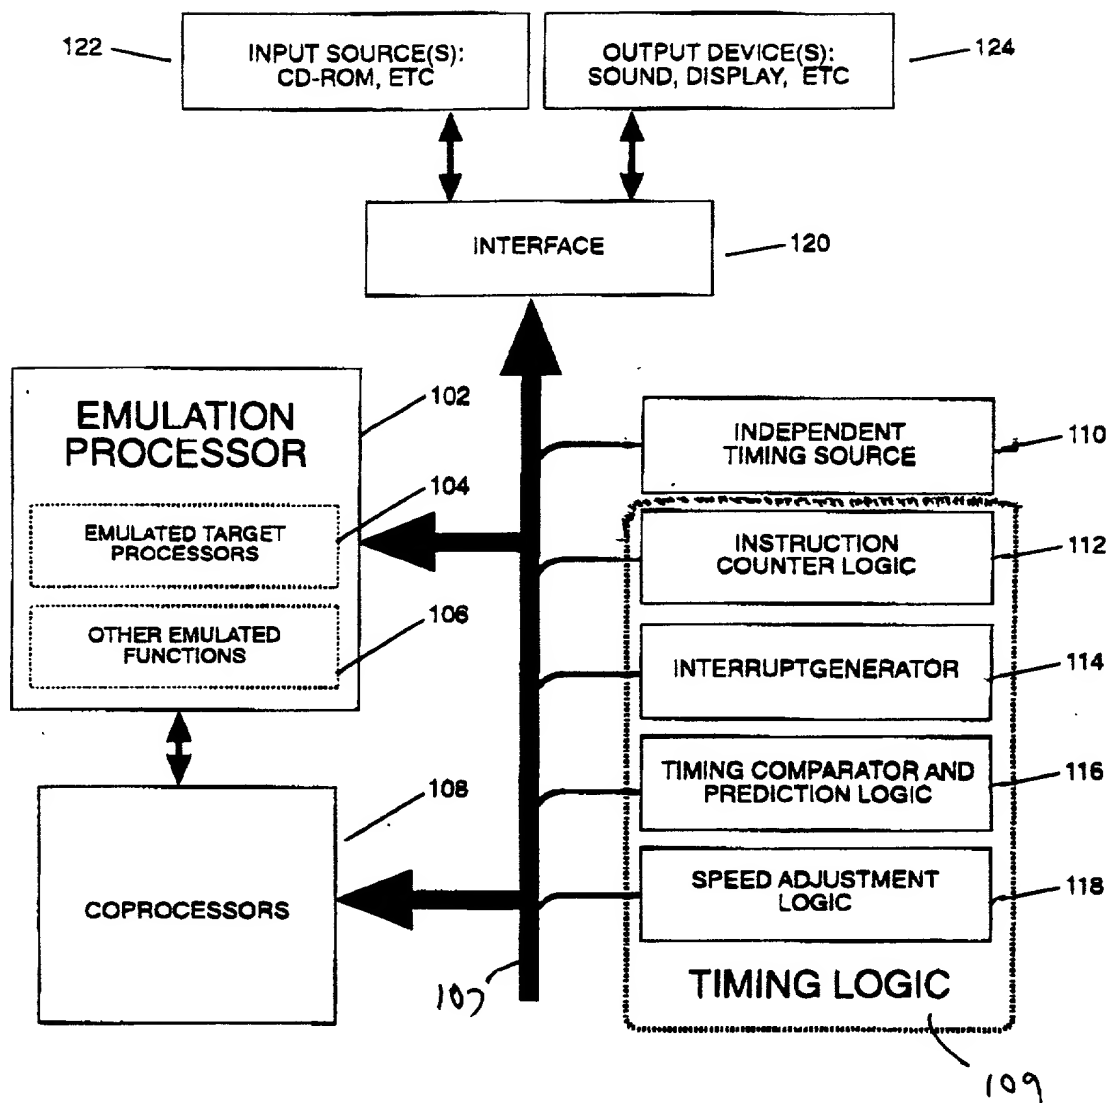 122
INPUT SOURCE(S):
CD-ROM, ETC
OUTPUT DEVICE(S):
SOUND, DISPLAY, ETC
124
INTERFACE
120
EMULATION
PROCESSOR
102
104
EMULATED TARGET
PROCESSORS
106
OTHER EMULATED
FUNCTIONS
108
COPROCESSORS
107
INDEPENDENT
TIMING SOURCE
110
INSTRUCTION
COUNTER LOGIC
112
INTERRUPTGENERATOR
114
TIMING COMPARATOR AND
PREDICTION LOGIC
116
SPEED ADJUSTMENT
LOGIC
118
TIMING LOGIC
109